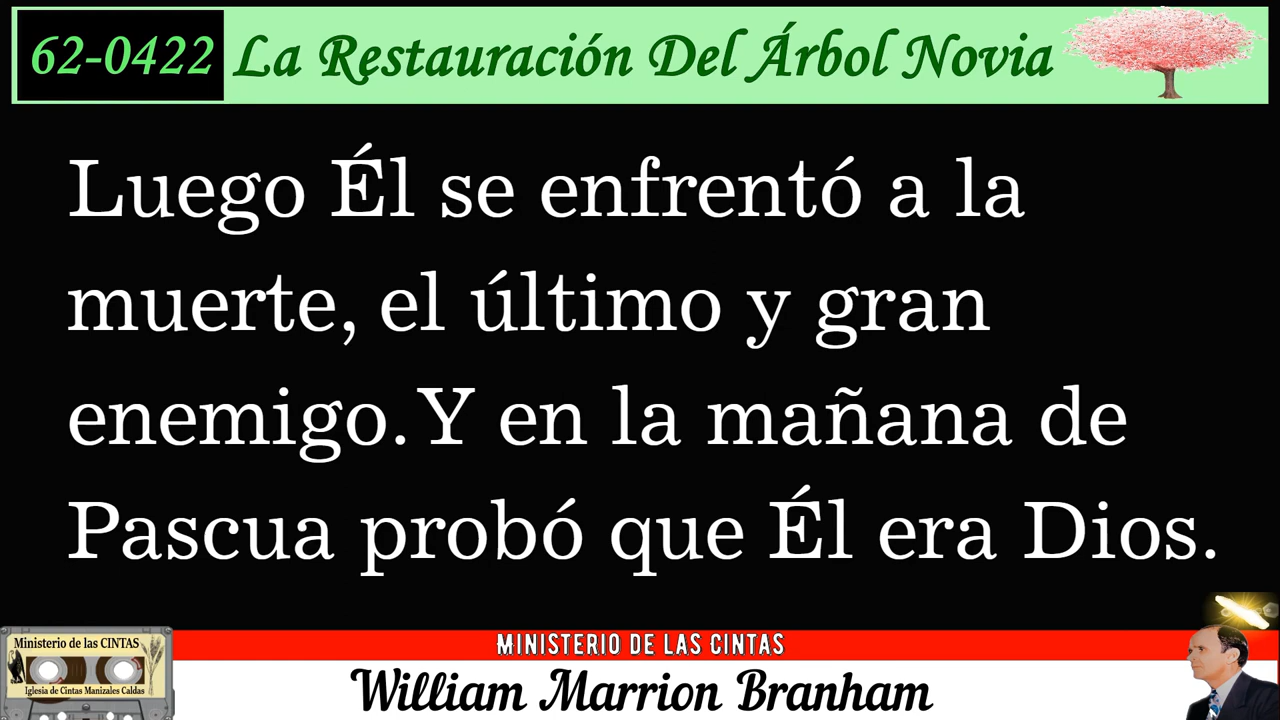 62-0422 La Restauración Del Árbol Novia
Luego Él se enfrentó a la
muerte, el último y gran
enemigo. Y en la mañana de
Pascua probó que Él era Dios.
MINISTERIO DE LAS CINTAS
William Marrion Branham
Ministerio de las CINTAS
Iglesia de Cintas Manizales Caldas